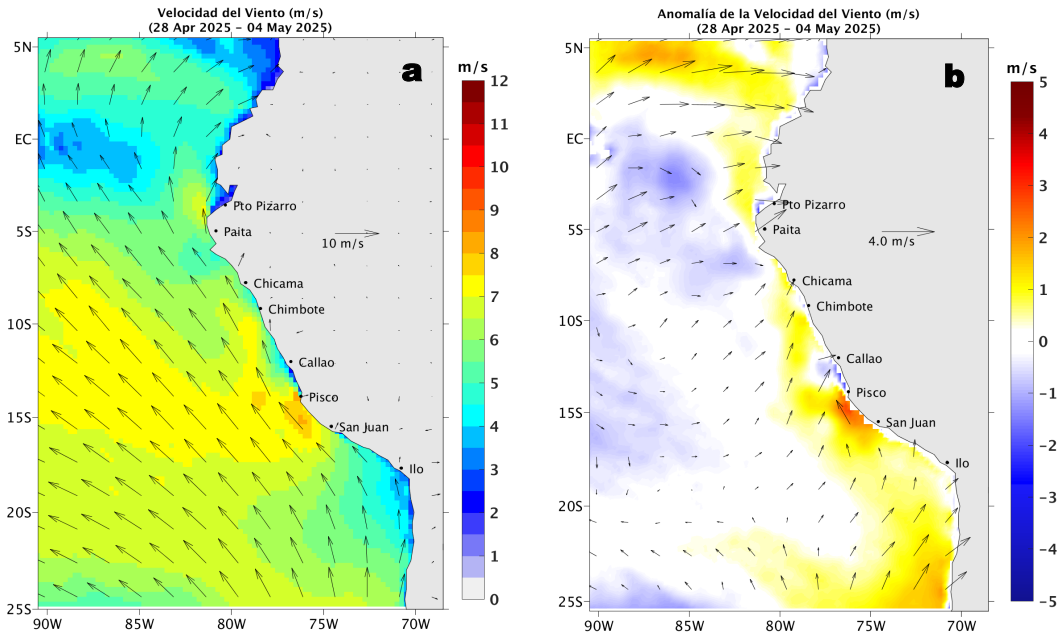 Velocidad del Viento (m/s)
(28 Apr 2025 – 04 May 2025)
a
m/s
12
11
10
9
8
7
6
5
4
3
2
1
0
5N
EC
5S
10S
15S
20S
25S
90W
85W
80W
75W
70W
Pto Pizarro
Paita
10 m/s
Chicama
Chimbote
Callao
Pisco
San Juan
Ilo
Anomalía de la Velocidad del Viento (m/s)
(28 Apr 2025 – 04 May 2025)
b
m/s
5
4
3
2
1
0
−1
−2
−3
−4
−5
5N
EC
5S
10S
15S
20S
25S
90W
85W
80W
75W
70W
Pto Pizarro
Paita
4.0 m/s
Chicama
Chimbote
Callao
Pisco
San Juan
Ilo